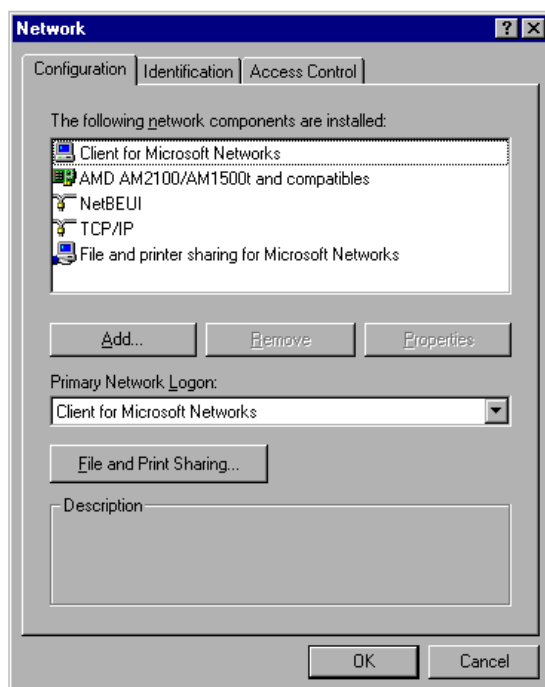 Network
Configuration Identification Access Control
The following network components are installed:
Client for Microsoft Networks
AMD AM2100/AM1500t and compatibles
NetBEUI
TCP/IP
File and printer sharing for Microsoft Networks
Add... Remove Properties
Primary Network Logon:
Client for Microsoft Networks
File and Print Sharing...
Description
OK Cancel